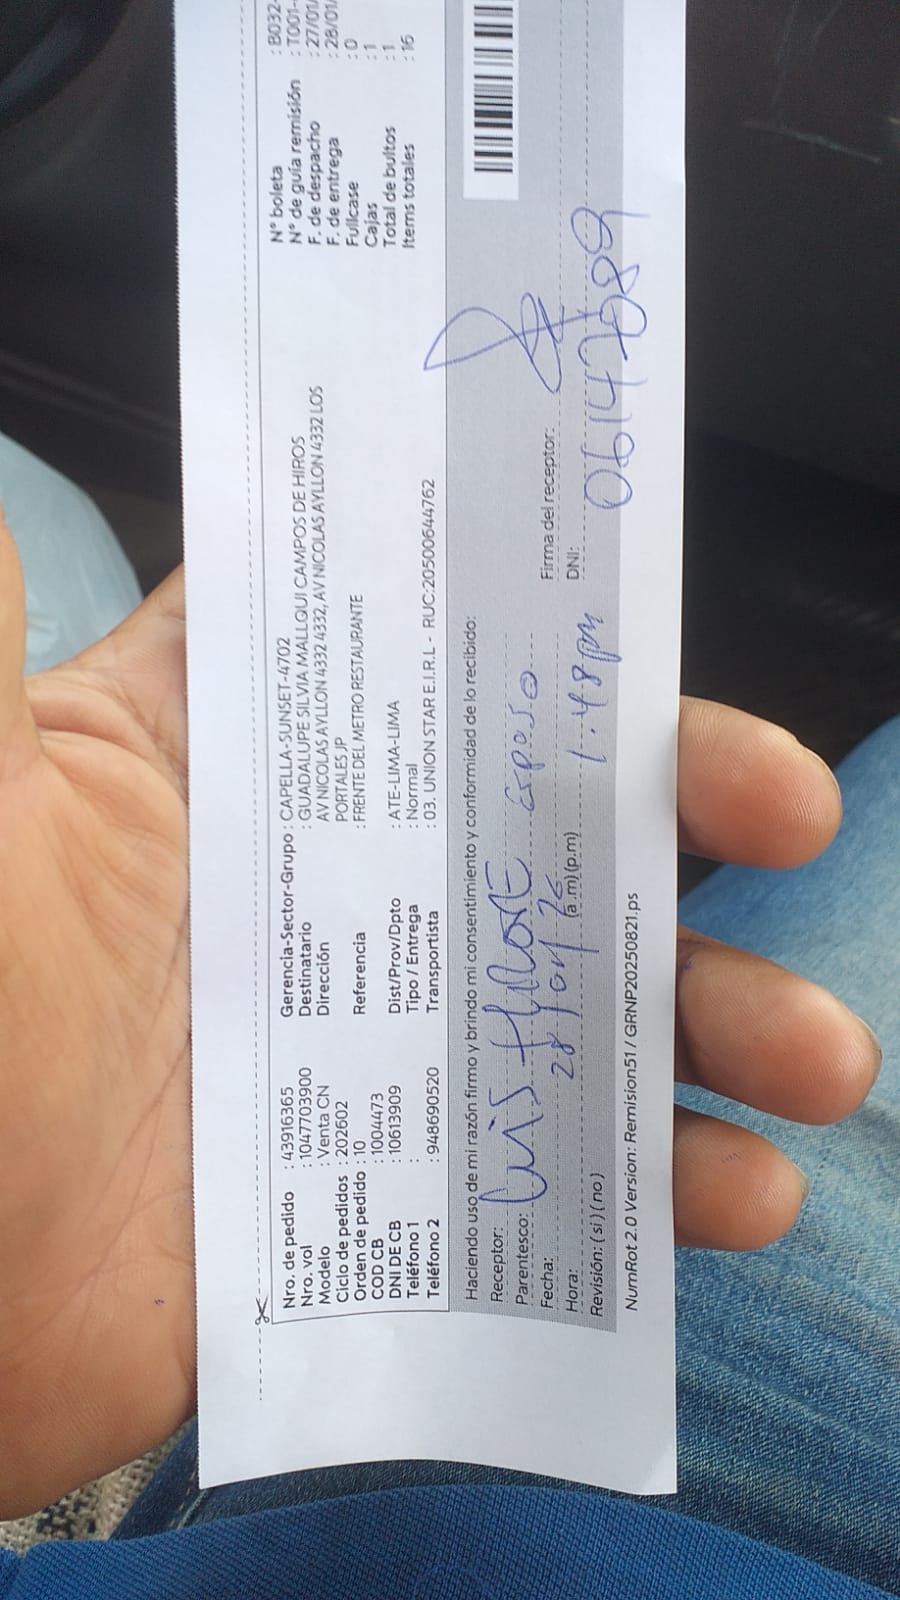 Nro. de pedido : 43916365
Nro. vol : 10477703900
Modelo : Venta CN
Ciclo de pedidos : 202602
Orden de pedido : 10
COD CB : 1004473
DNI DE CB : 10613909
Teléfono 1 :
Teléfono 2 : 948690520
Gerencia-Sector-Grupo : CAPELLA-SUNSET-4702
Destinatario : GUADALUPE SILVIA MALLQUI CAMPOS DE HIROS
Dirección : AV NICOLAS AYLLON 4332 4332, AV NICOLAS AYLLON 4332 LOS
PORTALES JP
Referencia : FRENTE DEL METRO RESTAURANTE
Dist/Prov/Dpto : ATE-LIMA-LIMA
Tipo / Entrega : Normal
Transportista : 03. UNION STAR E.I.R.L - RUC:20500644762
N° boleta : B032-
N° de guía remisión : T001-
F. de despacho : 27/01/
F. de entrega : 28/01/
Fullcase : 0
Cajas : 1
Total de bultos : 1
Items totales : 16
Haciendo uso de mi razón firmo y brindo mi consentimiento y conformidad de lo recibido:
Receptor: Luis
Parentesco: Esposo
Firma del receptor:
Fecha: 28/01/26
Hora: (a.m)(p.m) 1:48 pm
DNI:
Revisión: (si) (no)
NumRot 2.0 Version: Remision51 / GRNP20250821.ps